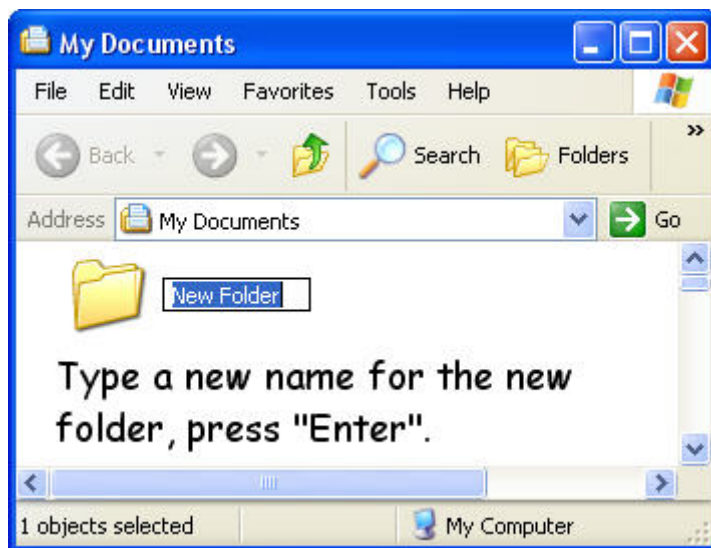 My Documents
File Edit View Favorites Tools Help
Back Search Folders »
Address My Documents Go
New Folder
Type a new name for the new
folder, press "Enter".
1 objects selected My Computer